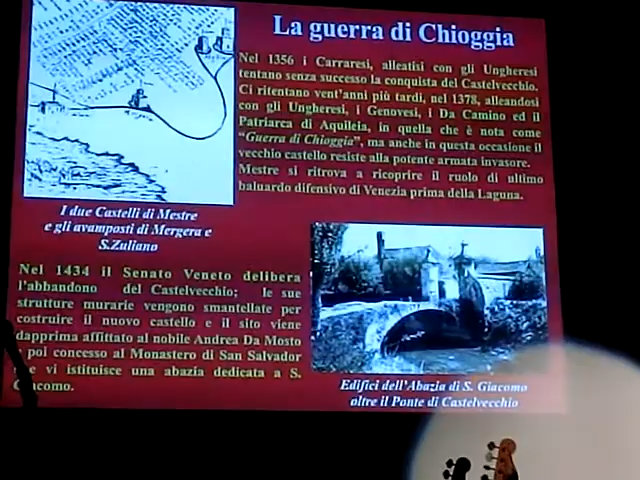 La guerra di Chioggia
Nel 1356 i Carraresi, alleatisi con gli Ungheresi
tentano senza successo la conquista del Castelvecchio.
Ci ritentano vent'anni più tardi, nel 1378, alleandosi
con gli Ungheresi, i Genovesi, i Da Camino ed il
Patriarca di Aquileia, in quella che è nota come
“Guerra di Chioggia”, ma anche in questa occasione il
vecchio castello resiste alla potente armata invasore.
Mestre si ritrova a ricoprire il ruolo di ultimo
baluardo difensivo di Venezia prima della Laguna.
I due Castelli di Mestre
e gli avamposti di Mergera e
S.Zuliano
Nel 1434 il Senato Veneto delibera
l'abbandono del Castelvecchio; le sue
strutture murarie vengono smantellate per
costruire il nuovo castello e il sito viene
dapprima affittato al nobile Andrea Da Mosto
poi concesso al Monastero di San Salvador
e vi istituisce una abazia dedicata a S.
Giacomo.
Edifici dell'Abazia di S. Giacomo
oltre il Ponte di Castelvecchio